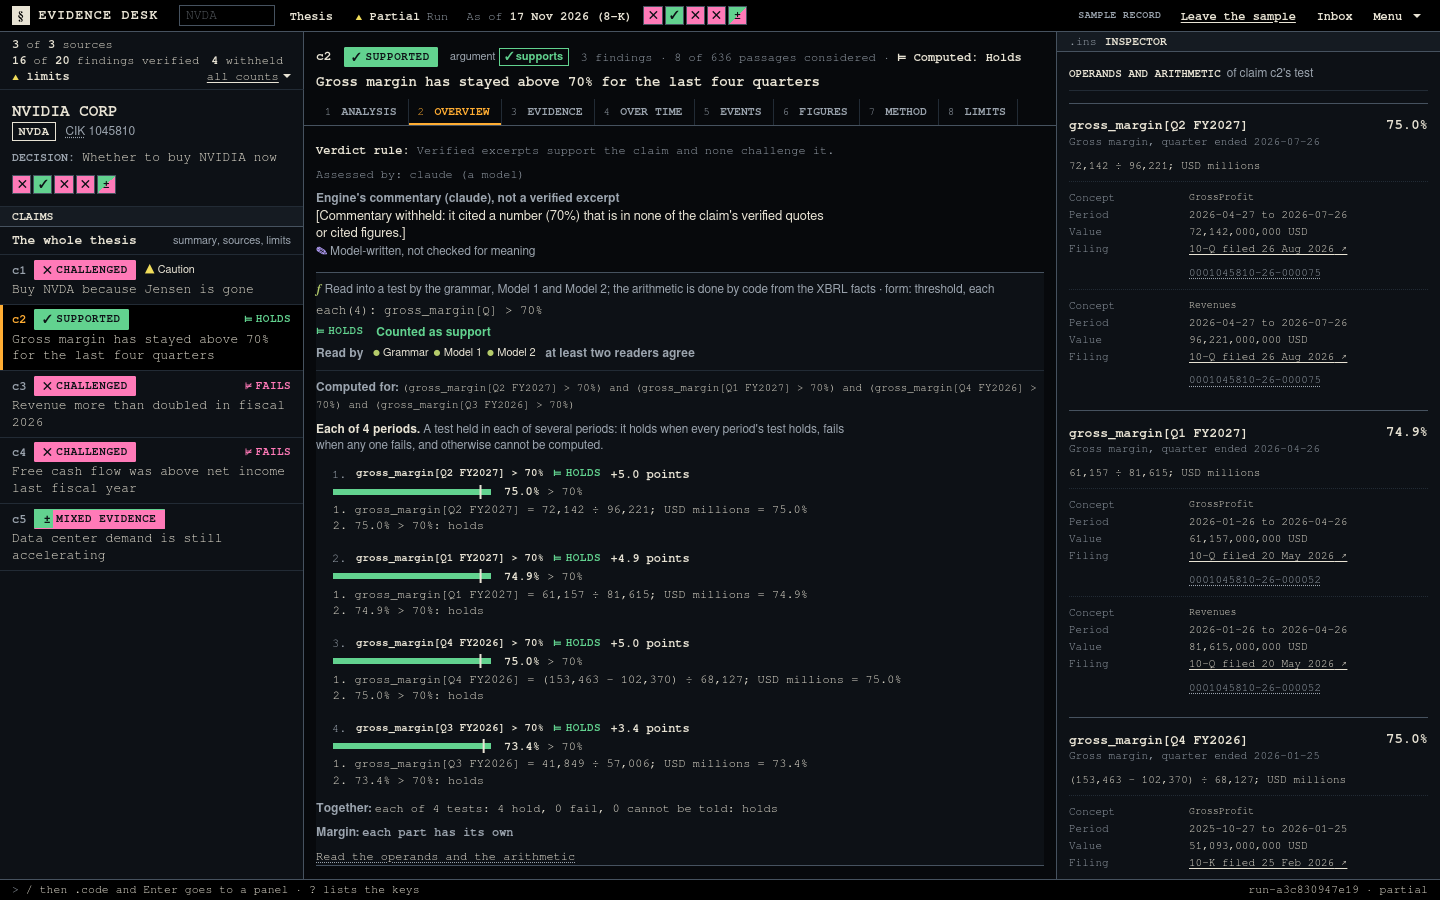 § EVIDENCE DESK NVDA Thesis ▲ Partial Run As of 17 Nov 2026 (8-K) ✕ ✓ ✕ ✕ ± SAMPLE RECORD Leave the sample Inbox Menu
3 of 3 sources
16 of 20 findings verified 4 withheld
▲ limits all counts
NVIDIA CORP
NVDA CIK 1045810
DECISION: Whether to buy NVIDIA now
✕ ✓ ✕ ✕ ±
CLAIMS
The whole thesis summary, sources, limits
c1 ✕ CHALLENGED ▲ Caution
Buy NVDA because Jensen is gone
c2 ✓ SUPPORTED ⊨ HOLDS
Gross margin has stayed above 70%
for the last four quarters
c3 ✕ CHALLENGED ⊭ FAILS
Revenue more than doubled in fiscal
2026
c4 ✕ CHALLENGED ⊭ FAILS
Free cash flow was above net income
last fiscal year
c5 ± MIXED EVIDENCE
Data center demand is still
accelerating
c2 ✓ SUPPORTED argument ✓ supports 3 findings · 8 of 636 passages considered · ⊨ Computed: Holds
Gross margin has stayed above 70% for the last four quarters
1 ANALYSIS 2 OVERVIEW 3 EVIDENCE 4 OVER TIME 5 EVENTS 6 FIGURES 7 METHOD 8 LIMITS
Verdict rule: Verified excerpts support the claim and none challenge it.
Assessed by: claude (a model)
Engine's commentary (claude), not a verified excerpt
[Commentary withheld: it cited a number (70%) that is in none of the claim's verified quotes
or cited figures.]
✎ Model-written, not checked for meaning
ƒ Read into a test by the grammar, Model 1 and Model 2; the arithmetic is done by code from the XBRL facts · form: threshold, each
each(4): gross_margin[Q] > 70%
⊨ HOLDS Counted as support
Read by ● Grammar ● Model 1 ● Model 2 at least two readers agree
Computed for: (gross_margin[Q2 FY2027] > 70%) and (gross_margin[Q1 FY2027] > 70%) and (gross_margin[Q4 FY2026] >
70%) and (gross_margin[Q3 FY2026] > 70%)
Each of 4 periods. A test held in each of several periods: it holds when every period's test holds, fails
when any one fails, and otherwise cannot be computed.
1. gross_margin[Q2 FY2027] > 70% ⊨ HOLDS +5.0 points
75.0% > 70%
1. gross_margin[Q2 FY2027] = 72,142 ÷ 96,221; USD millions = 75.0%
2. 75.0% > 70%: holds
2. gross_margin[Q1 FY2027] > 70% ⊨ HOLDS +4.9 points
74.9% > 70%
1. gross_margin[Q1 FY2027] = 61,157 ÷ 81,615; USD millions = 74.9%
2. 74.9% > 70%: holds
3. gross_margin[Q4 FY2026] > 70% ⊨ HOLDS +5.0 points
75.0% > 70%
1. gross_margin[Q4 FY2026] = (153,463 − 102,370) ÷ 68,127; USD millions = 75.0%
2. 75.0% > 70%: holds
4. gross_margin[Q3 FY2026] > 70% ⊨ HOLDS +3.4 points
73.4% > 70%
1. gross_margin[Q3 FY2026] = 41,849 ÷ 57,006; USD millions = 73.4%
2. 73.4% > 70%: holds
Together: each of 4 tests: 4 hold, 0 fail, 0 cannot be told: holds
Margin: each part has its own
Read the operands and the arithmetic
.ins INSPECTOR
OPERANDS AND ARITHMETIC of claim c2's test
gross_margin[Q2 FY2027] 75.0%
Gross margin, quarter ended 2026-07-26
72,142 ÷ 96,221; USD millions
Concept GrossProfit
Period 2026-04-27 to 2026-07-26
Value 72,142,000,000 USD
Filing 10-Q filed 26 Aug 2026 ↗
0001045810-26-000075
Concept Revenues
Period 2026-04-27 to 2026-07-26
Value 96,221,000,000 USD
Filing 10-Q filed 26 Aug 2026 ↗
0001045810-26-000075
gross_margin[Q1 FY2027] 74.9%
Gross margin, quarter ended 2026-04-26
61,157 ÷ 81,615; USD millions
Concept GrossProfit
Period 2026-01-26 to 2026-04-26
Value 61,157,000,000 USD
Filing 10-Q filed 20 May 2026 ↗
0001045810-26-000052
Concept Revenues
Period 2026-01-26 to 2026-04-26
Value 81,615,000,000 USD
Filing 10-Q filed 20 May 2026 ↗
0001045810-26-000052
gross_margin[Q4 FY2026] 75.0%
Gross margin, quarter ended 2026-01-25
(153,463 − 102,370) ÷ 68,127; USD millions
Concept GrossProfit
Period 2025-10-27 to 2026-01-25
Value 51,093,000,000 USD
Filing 10-K filed 25 Feb 2026 ↗
> / then .code and Enter goes to a panel · ? lists the keys run-a3c830947e19 · partial